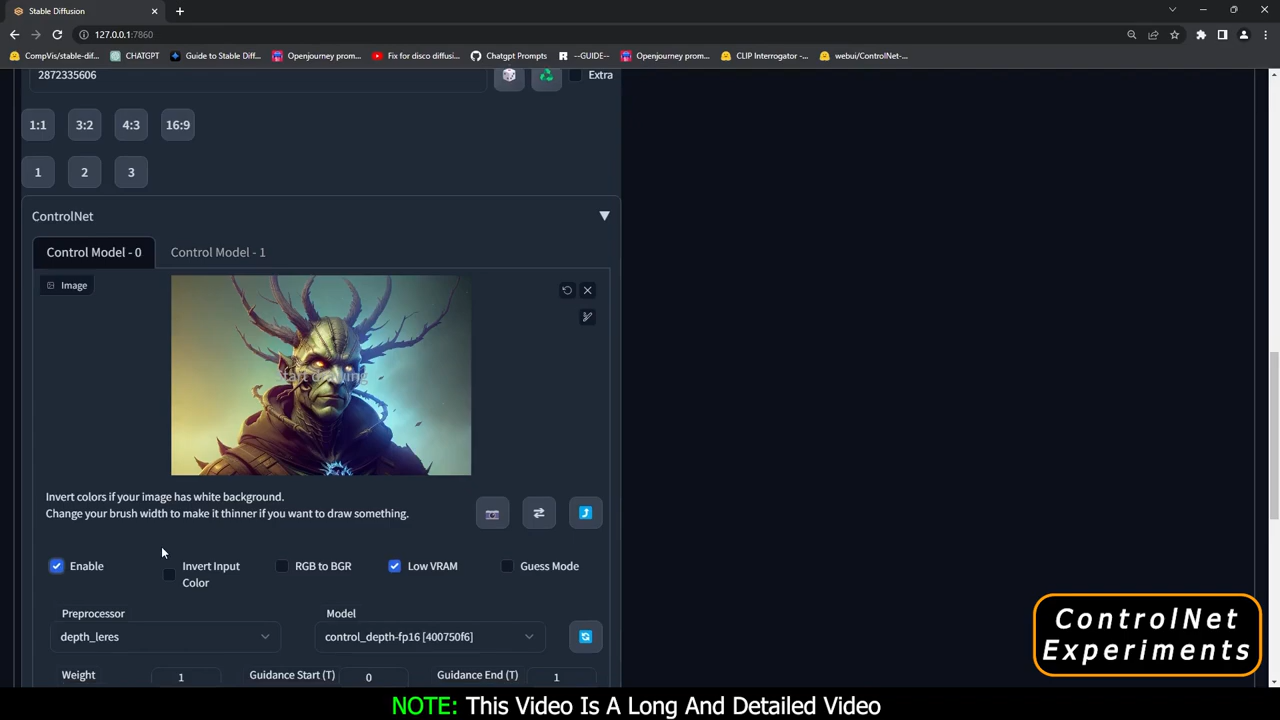 Stable Diffusion
127.0.0.1:7860
CompVis/stable-dif...
CHATGPT
Guide to Stable Diff...
Openjourney prom...
Fix for disco diffusi...
Chatgpt Prompts
--GUIDE--
Openjourney prom...
CLIP Interrogator -...
webui/ControlNet-...
2872335606
Extra
1:1 3:2 4:3 16:9
1 2 3
ControlNet
Control Model - 0
Control Model - 1
Image
Start drawing
Invert colors if your image has white background.
Change your brush width to make it thinner if you want to draw something.
Enable
Invert Input
Color
RGB to BGR
Low VRAM
Guess Mode
Preprocessor
depth_leres
Model
control_depth-fp16 [400750f6]
Weight
1
Guidance Start (T)
0
Guidance End (T)
1
ControlNet
Experiments
NOTE: This Video Is A Long And Detailed Video